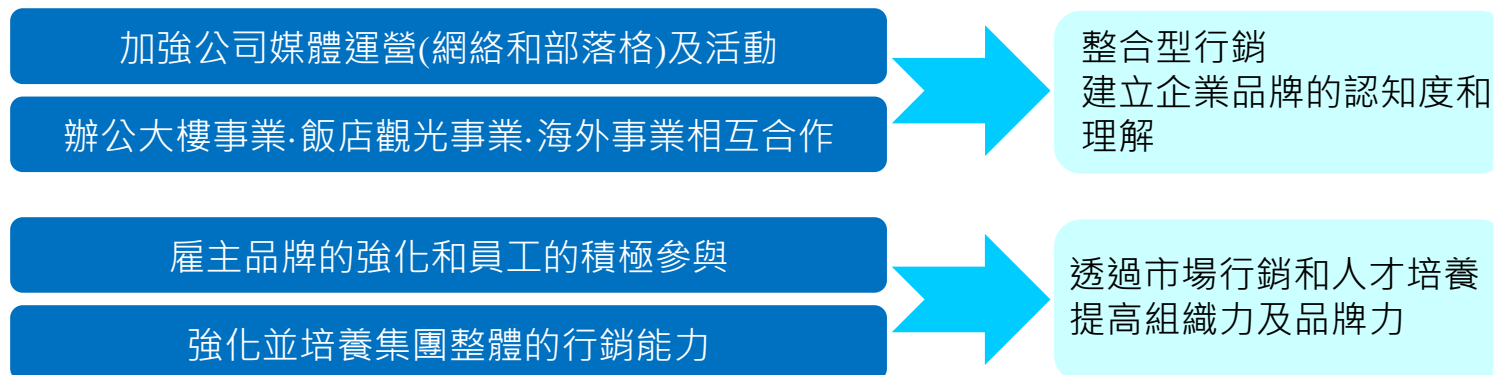 加強公司媒體運營(網絡和部落格)及活動
辦公大樓事業·飯店觀光事業·海外事業相互合作
整合型行銷
建立企業品牌的認知度和
理解
雇主品牌的強化和員工的積極參與
強化並培養集團整體的行銷能力
透過市場行銷和人才培養
提高組織力及品牌力